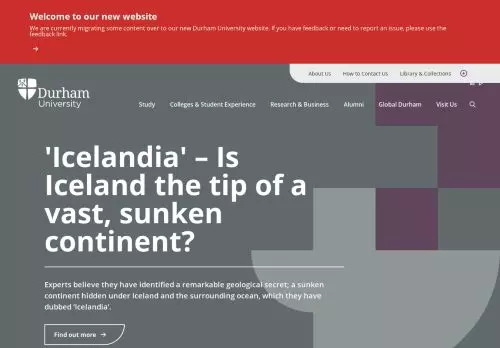 Welcome to our new website
We are currently migrating some content over to our new Durham University website. If you have feedback or need to report an issue, please use the
feedback link.
About Us How to Contact Us Library & Collections
Durham
University
Study Colleges & Student Experience Research & Business Alumni Global Durham Visit Us
'Icelandia' – Is
Iceland the tip of a
vast, sunken
continent?
Experts believe they have identified a remarkable geological secret; a sunken
continent hidden under Iceland and the surrounding ocean, which they have
dubbed 'Icelandia'.
Find out more